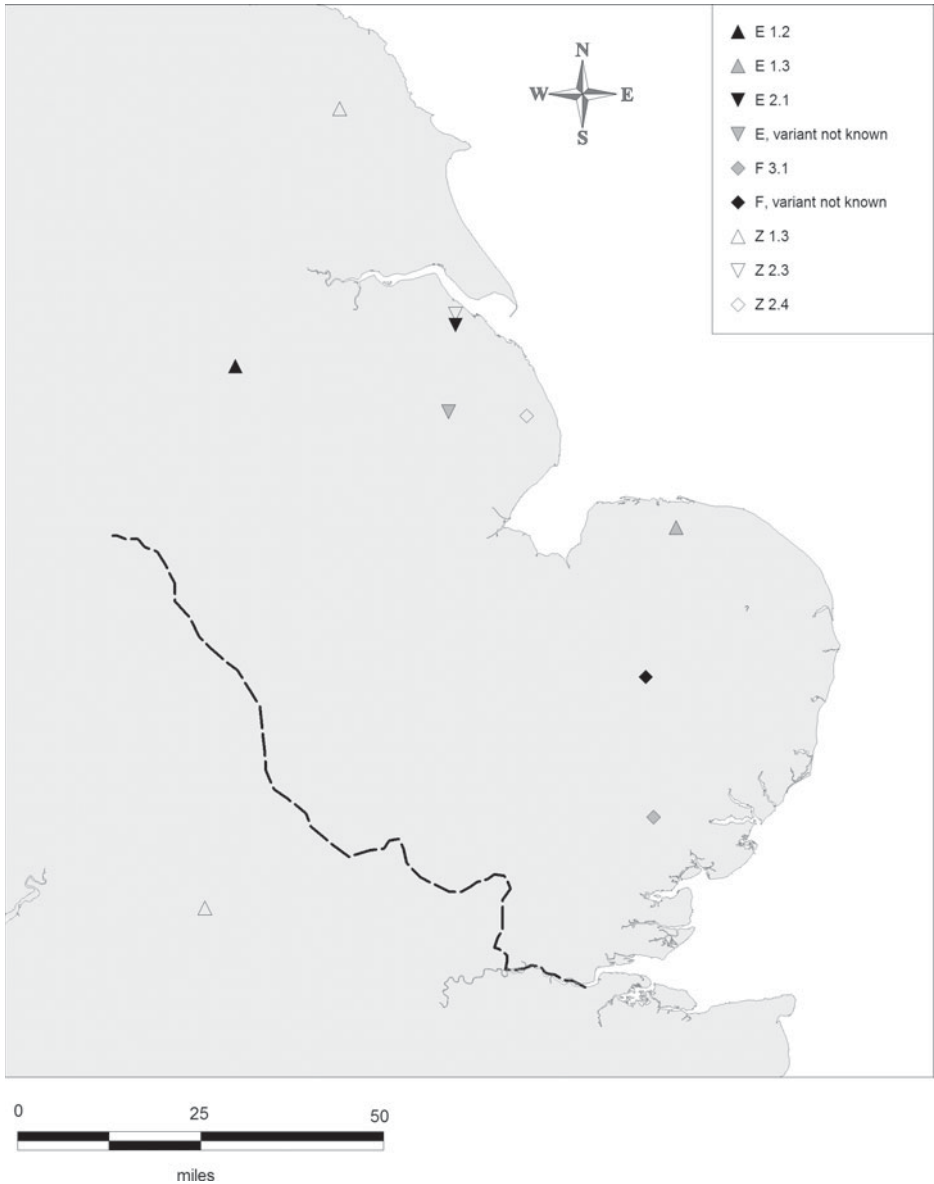 N
W E
S
E 1.2
E 1.3
E 2.1
E, variant not known
F 3.1
F, variant not known
Z 1.3
Z 2.3
Z 2.4
0 25 50
miles